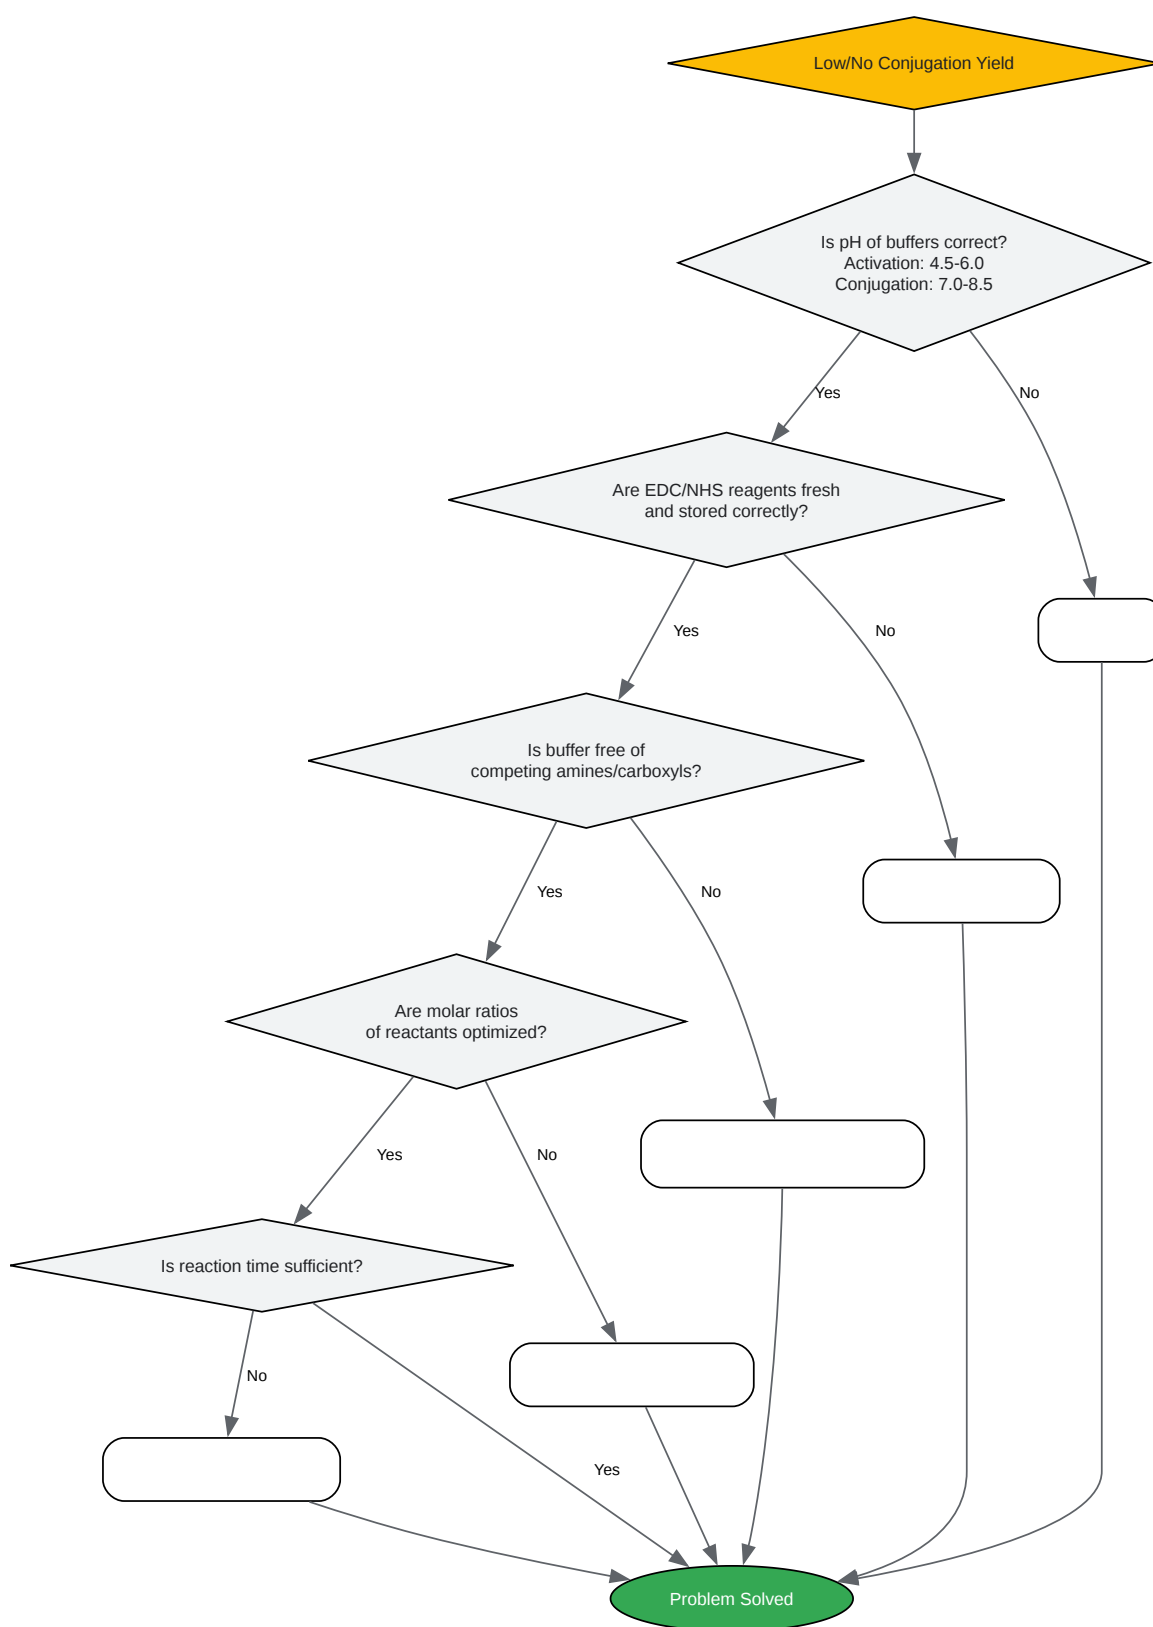 Low/No Conjugation Yield
Is pH of buffers correct?
Activation: 4.5-6.0
Conjugation: 7.0-8.5
Yes
No
Are EDC/NHS reagents fresh
and stored correctly?
Yes
No
Is buffer free of
competing amines/carboxyls?
Yes
No
Are molar ratios
of reactants optimized?
Yes
No
Is reaction time sufficient?
No
Yes
Problem Solved